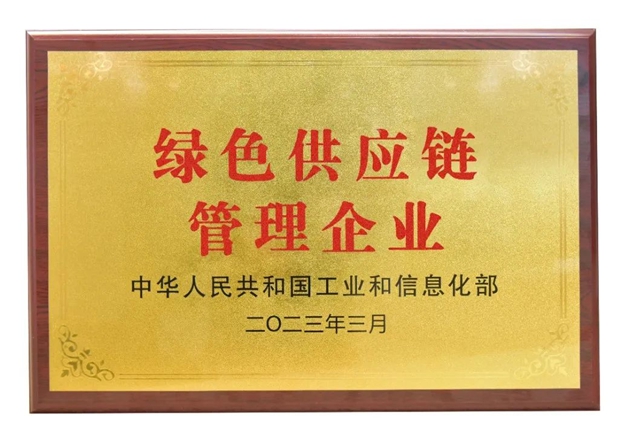 绿色供应链
管理企业
中华人民共和国工业和信息化部
二〇二三年三月